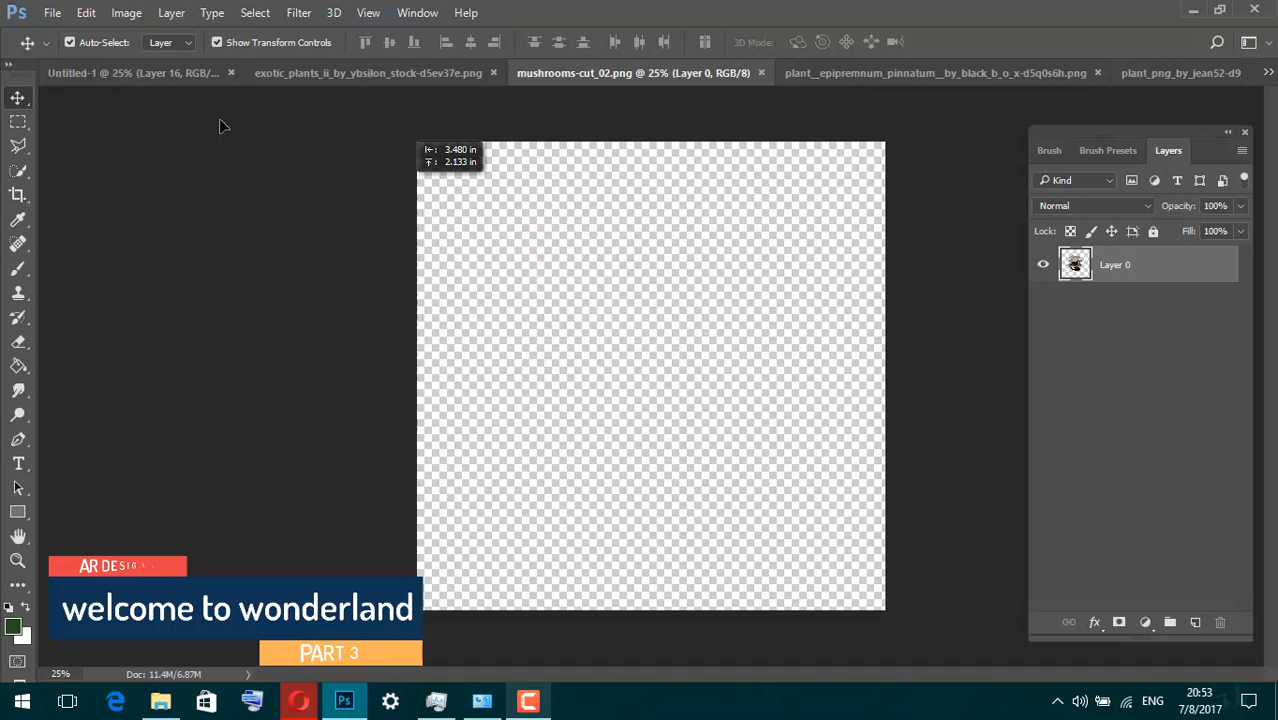 Ps File Edit Image Layer Type Select Filter 3D View Window Help
Auto-Select: Layer Show Transform Controls 3D Mode:
Untitled-1 @ 25% (Layer 16, RGB/... × exotic_plants_ii_by_ybsilon_stock-d5ev37e.png × mushrooms-cut_02.png @ 25% (Layer 0, RGB/8) × plant__epipremnum_pinnatum__by_black_b_o_x-d5q0s6h.png × plant_png_by_jean52-d9
3.480 in
2.133 in
Brush Brush Presets Layers
Kind
Normal Opacity: 100%
Lock: Fill: 100%
Layer 0
AR DESIG
welcome to wonderland
PART 3
25% Doc: 11.4M/6.87M
Ps ENG
20:53
7/8/2017